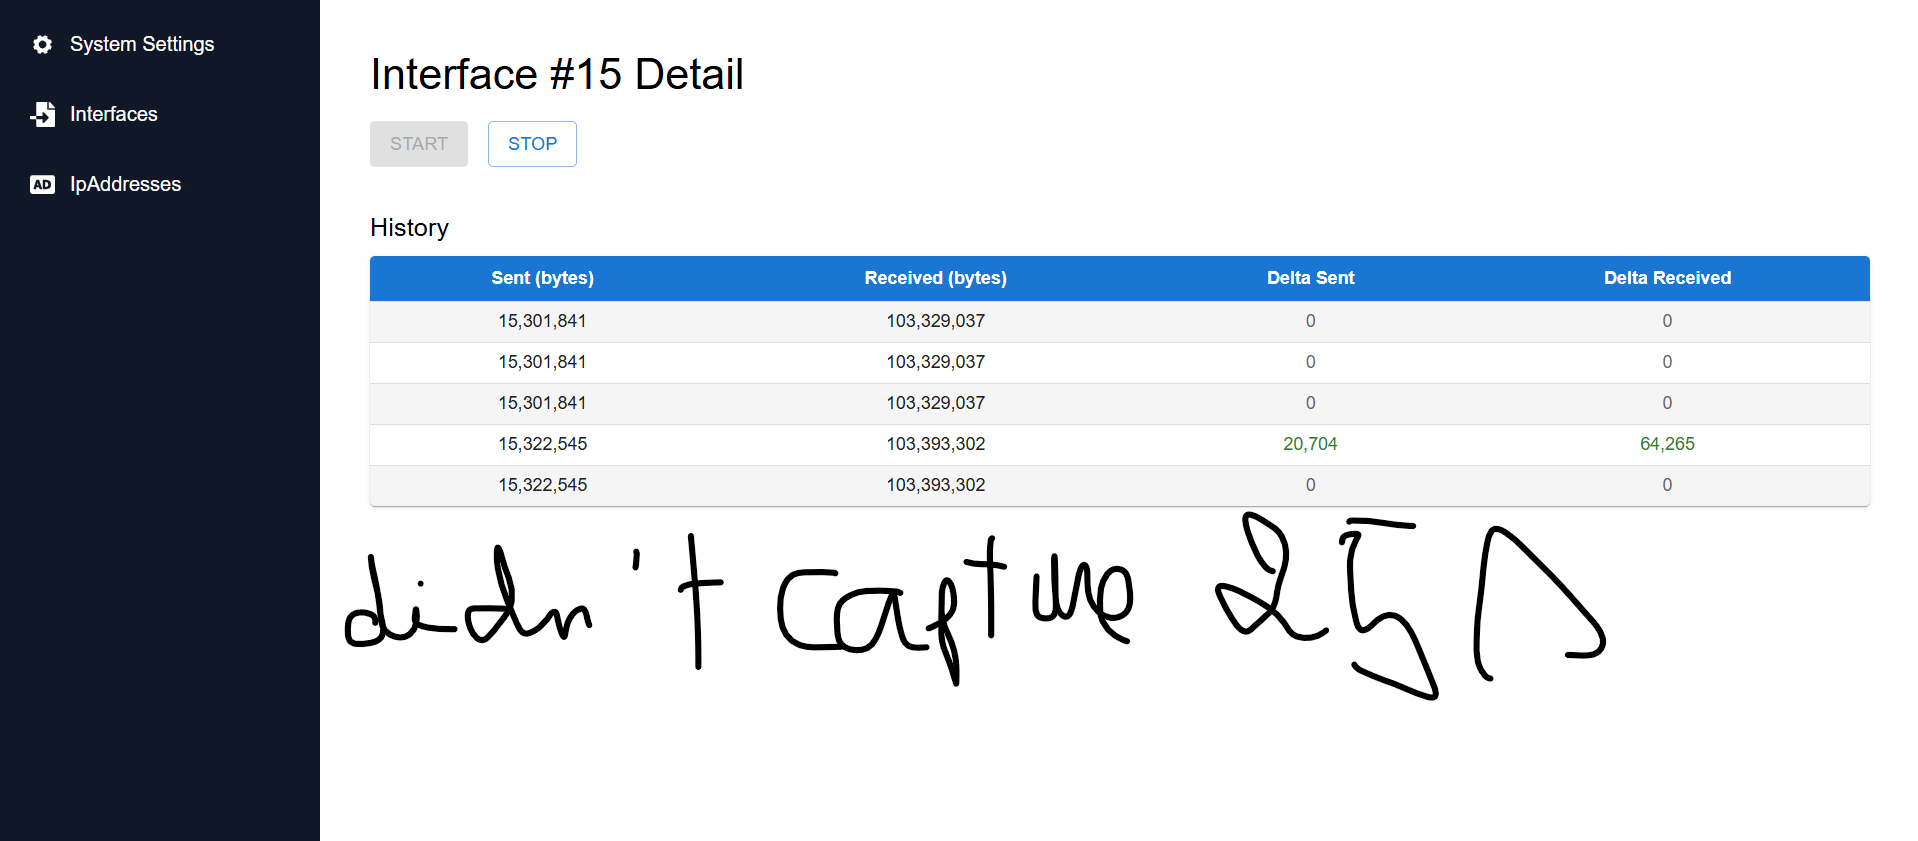 System Settings
Interfaces
AD IpAddresses
Interface #15 Detail
START STOP
History
Sent (bytes) Received (bytes) Delta Sent Delta Received
15,301,841 103,329,037 0 0
15,301,841 103,329,037 0 0
15,301,841 103,329,037 0 0
15,322,545 103,393,302 20,704 64,265
15,322,545 103,393,302 0 0
didn't capture